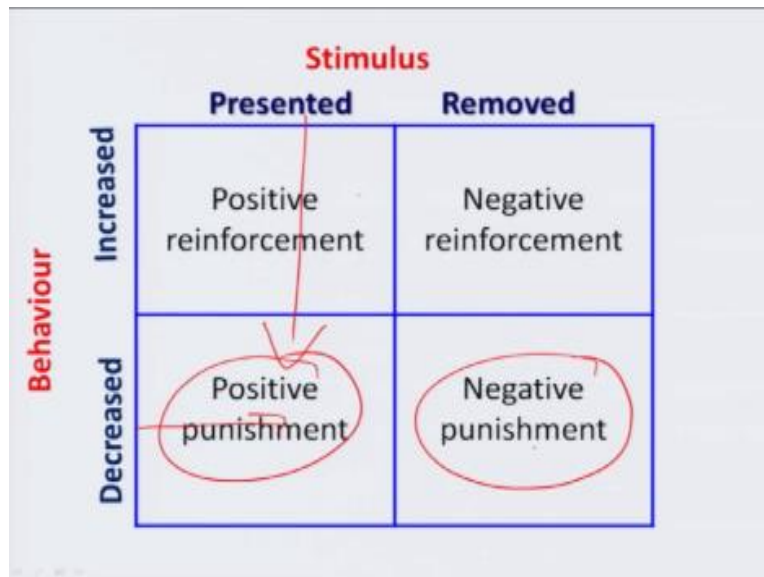 Stimulus
Presented Removed
Behaviour
Increased
Positive
reinforcement
Negative
reinforcement
Decreased
Positive
punishment
Negative
punishment